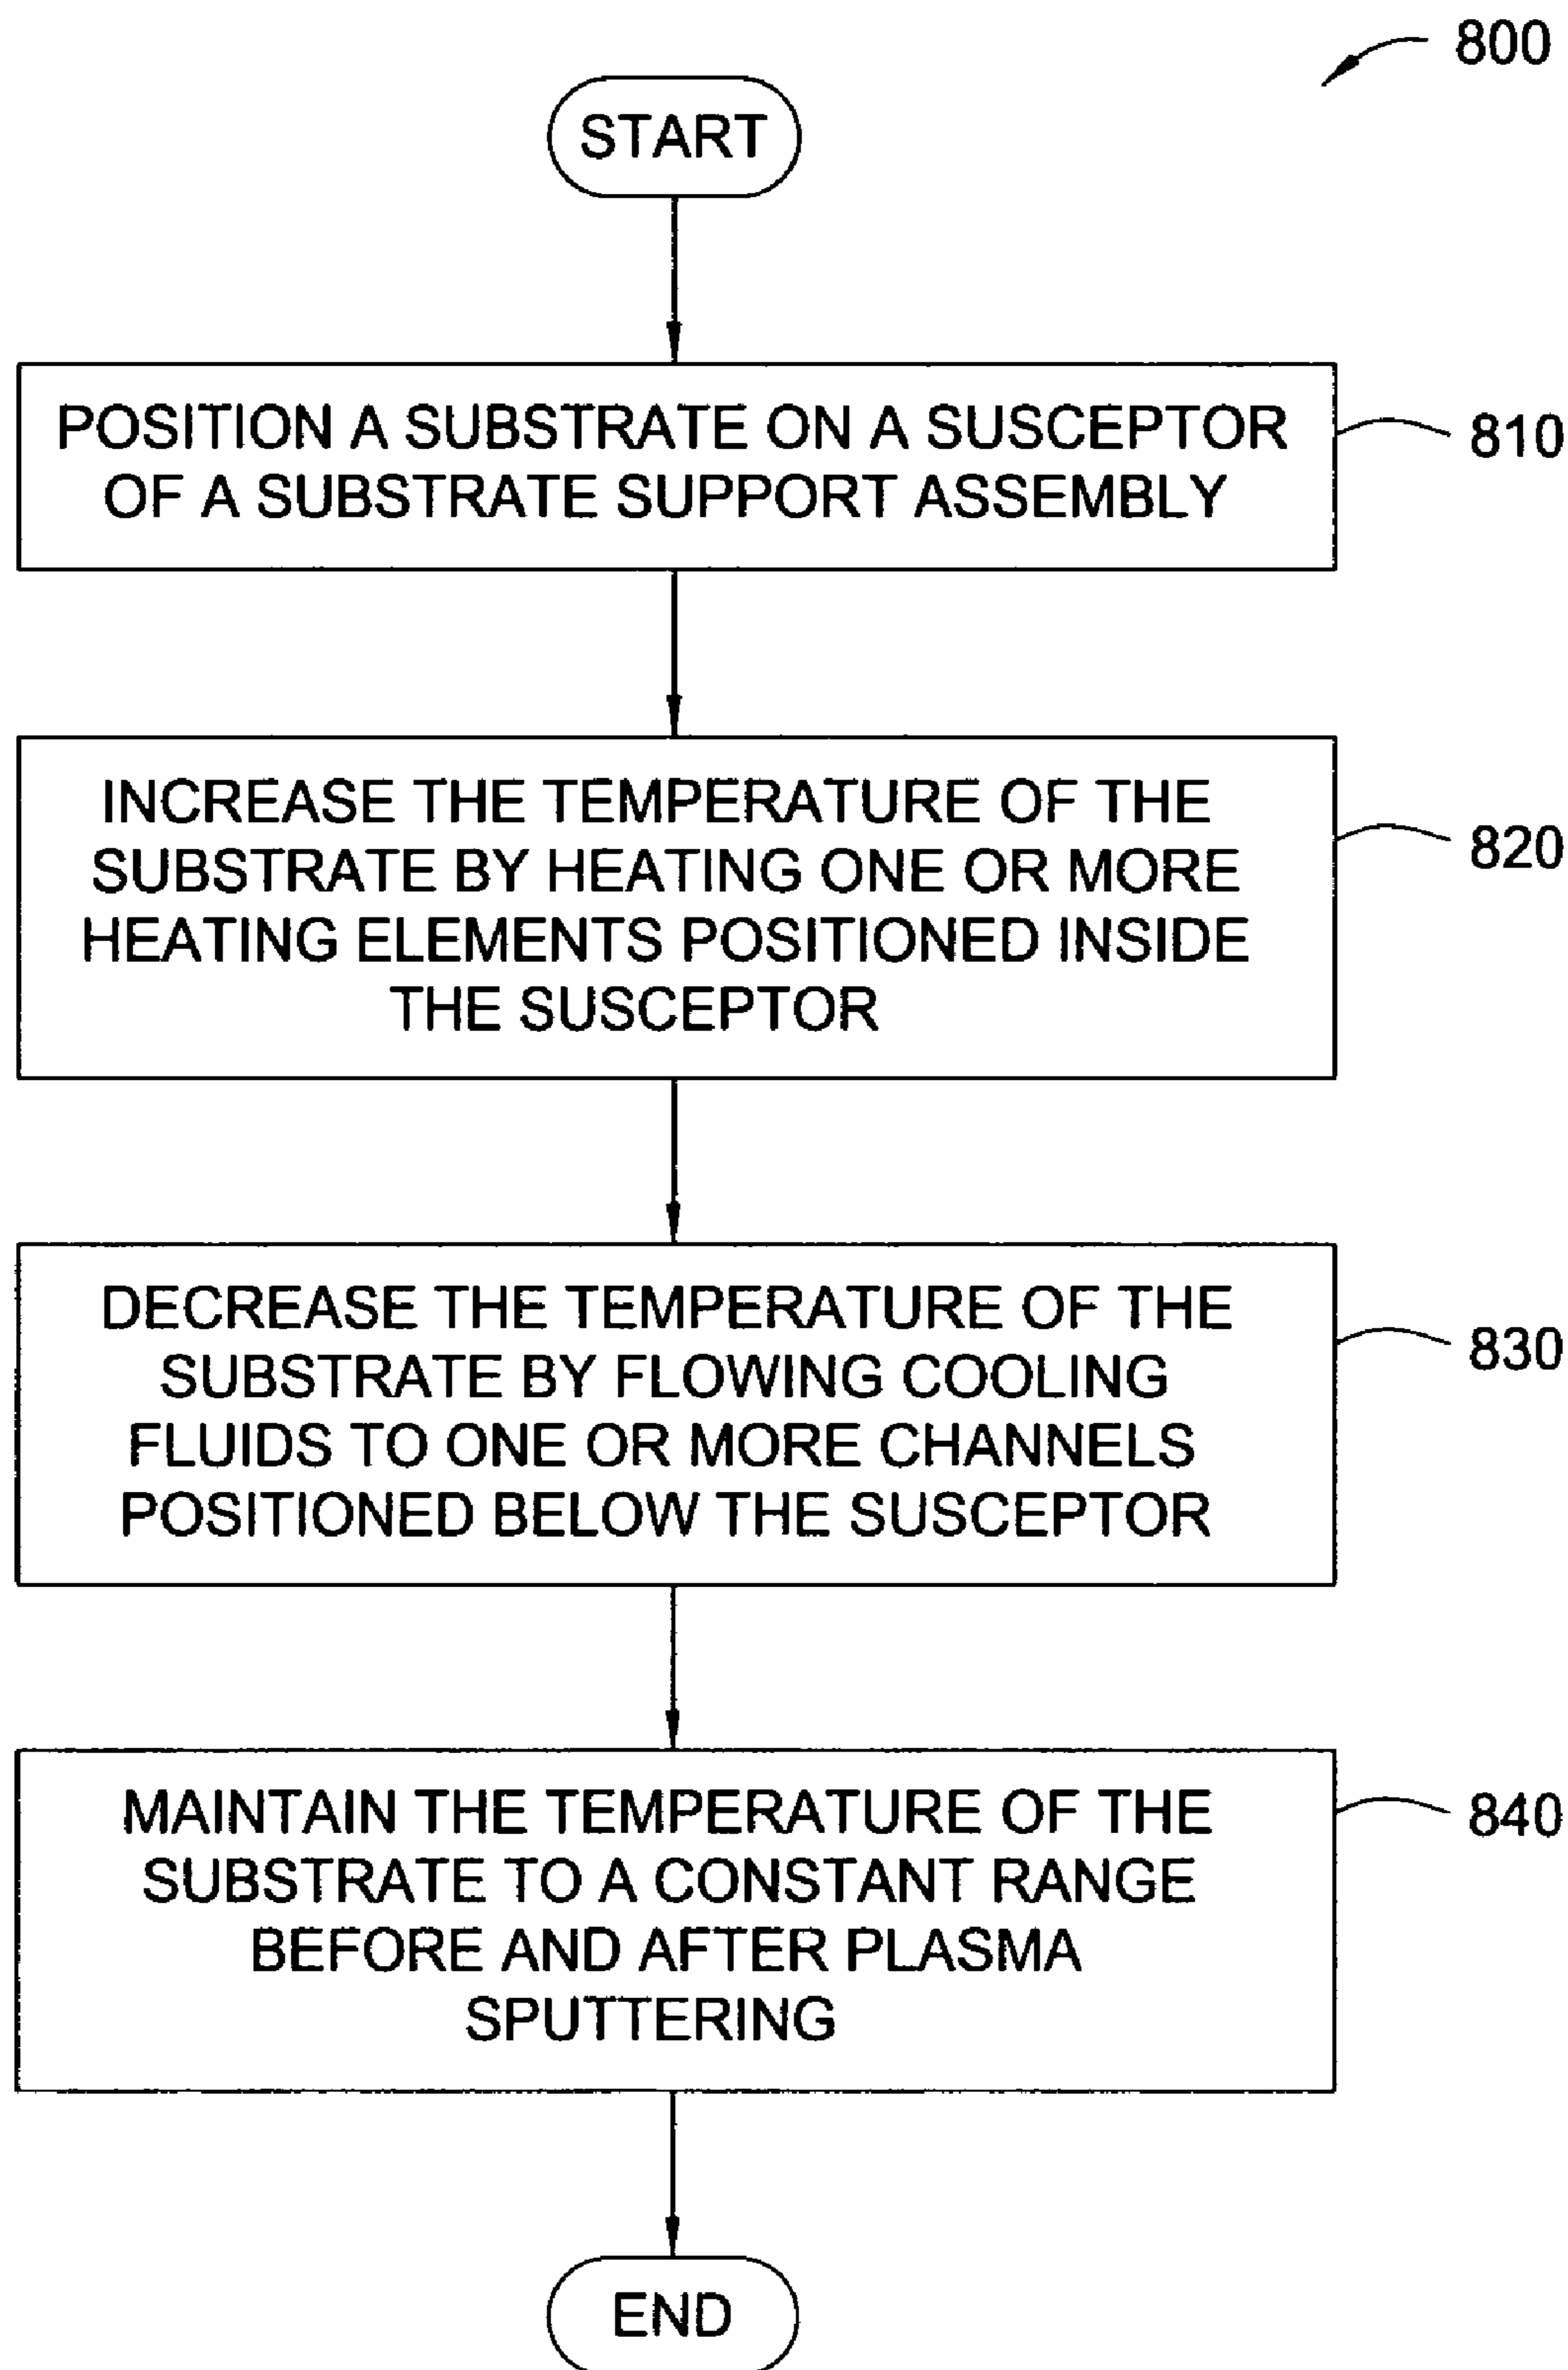 800
START
POSITION A SUBSTRATE ON A SUSCEPTOR
OF A SUBSTRATE SUPPORT ASSEMBLY
810
INCREASE THE TEMPERATURE OF THE
SUBSTRATE BY HEATING ONE OR MORE
HEATING ELEMENTS POSITIONED INSIDE
THE SUSCEPTOR
820
DECREASE THE TEMPERATURE OF THE
SUBSTRATE BY FLOWING COOLING
FLUIDS TO ONE OR MORE CHANNELS
POSITIONED BELOW THE SUSCEPTOR
830
MAINTAIN THE TEMPERATURE OF THE
SUBSTRATE TO A CONSTANT RANGE
BEFORE AND AFTER PLASMA
SPUTTERING
840
END